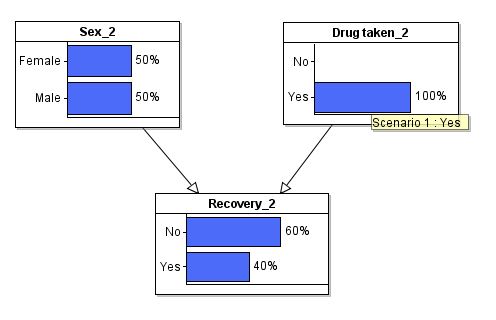 Sex_2
Female 50%
Male 50%
Drug taken_2
No
Yes 100%
Scenario 1 : Yes
Recovery_2
No 60%
Yes 40%